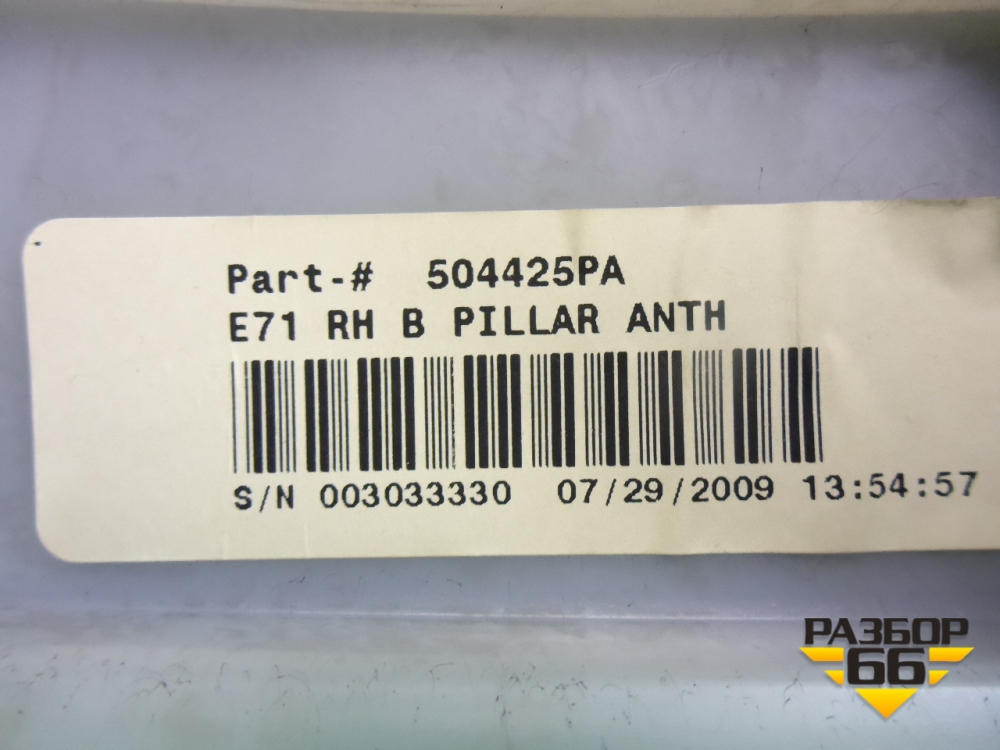 Part-# 504425PA
E71 RH B PILLAR ANTH
S/N 003033330 07/29/2009 13:54:57
РАЗБОР
66